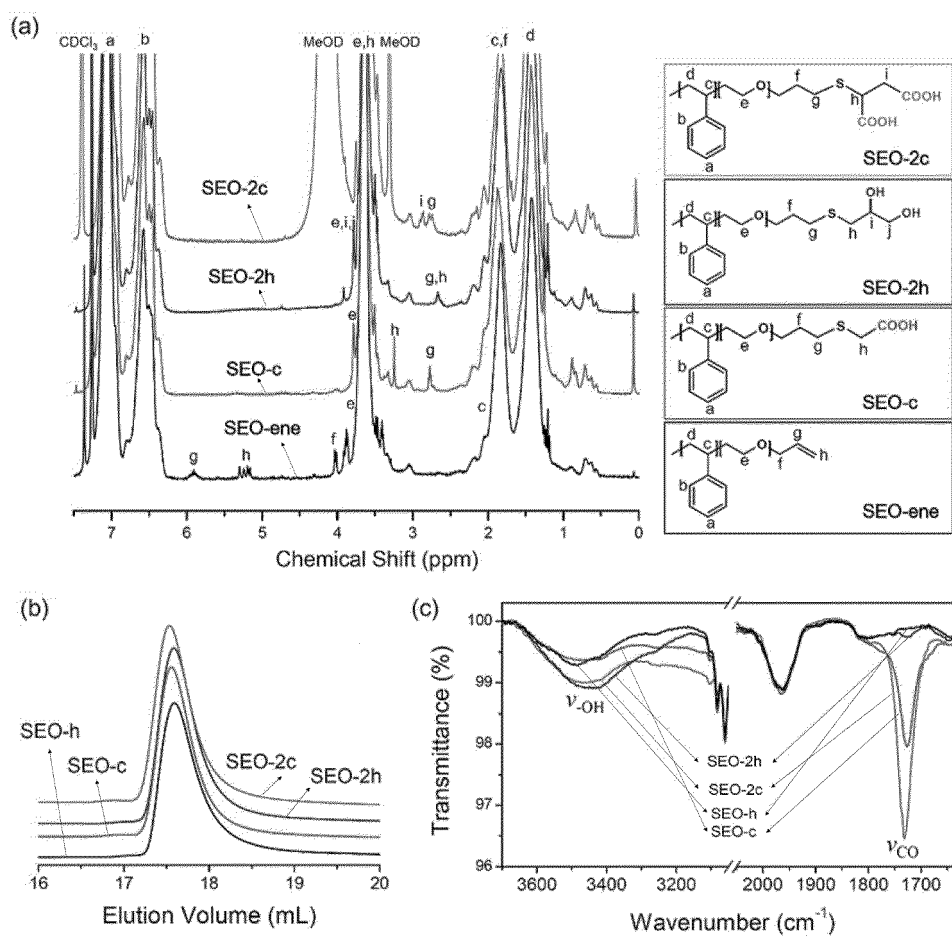 (a)
CDCl₃ a b MeOD e,h MeOD c,f d
SEO-2c
i g
e,i,j
SEO-2h
g,h
e
SEO-c
h
g
e
c
SEO-ene
g
h
f
7 6 5 4 3 2 1 0
Chemical Shift (ppm)
d c O f S h i COOH
b e g COOH
a
SEO-2c
d c O f S OH OH
b e g h i j
a
SEO-2h
d c O f S COOH
b e g h
a
SEO-c
d c O g
b e f h
a
SEO-ene
(b)
SEO-h
SEO-c
SEO-2c
SEO-2h
16 17 18 19 20
Elution Volume (mL)
(c)
100
99
98
97
96
Transmittance (%)
ν-OH
SEO-2h
SEO-2c
SEO-h
SEO-c
νCO
3600 3400 3200 2000 1900 1800 1700
Wavenumber (cm⁻¹)